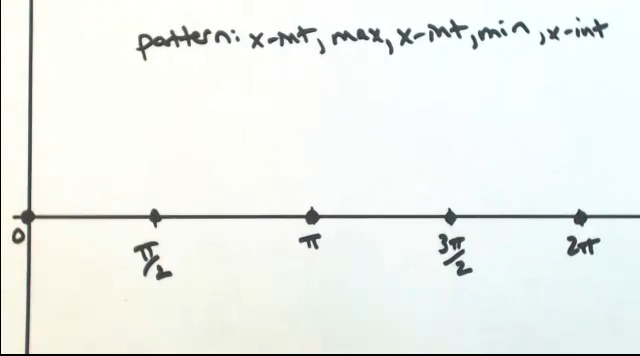 pattern: x-int, max, x-int, min, x-int
0 π/2 π 3π/2 2π